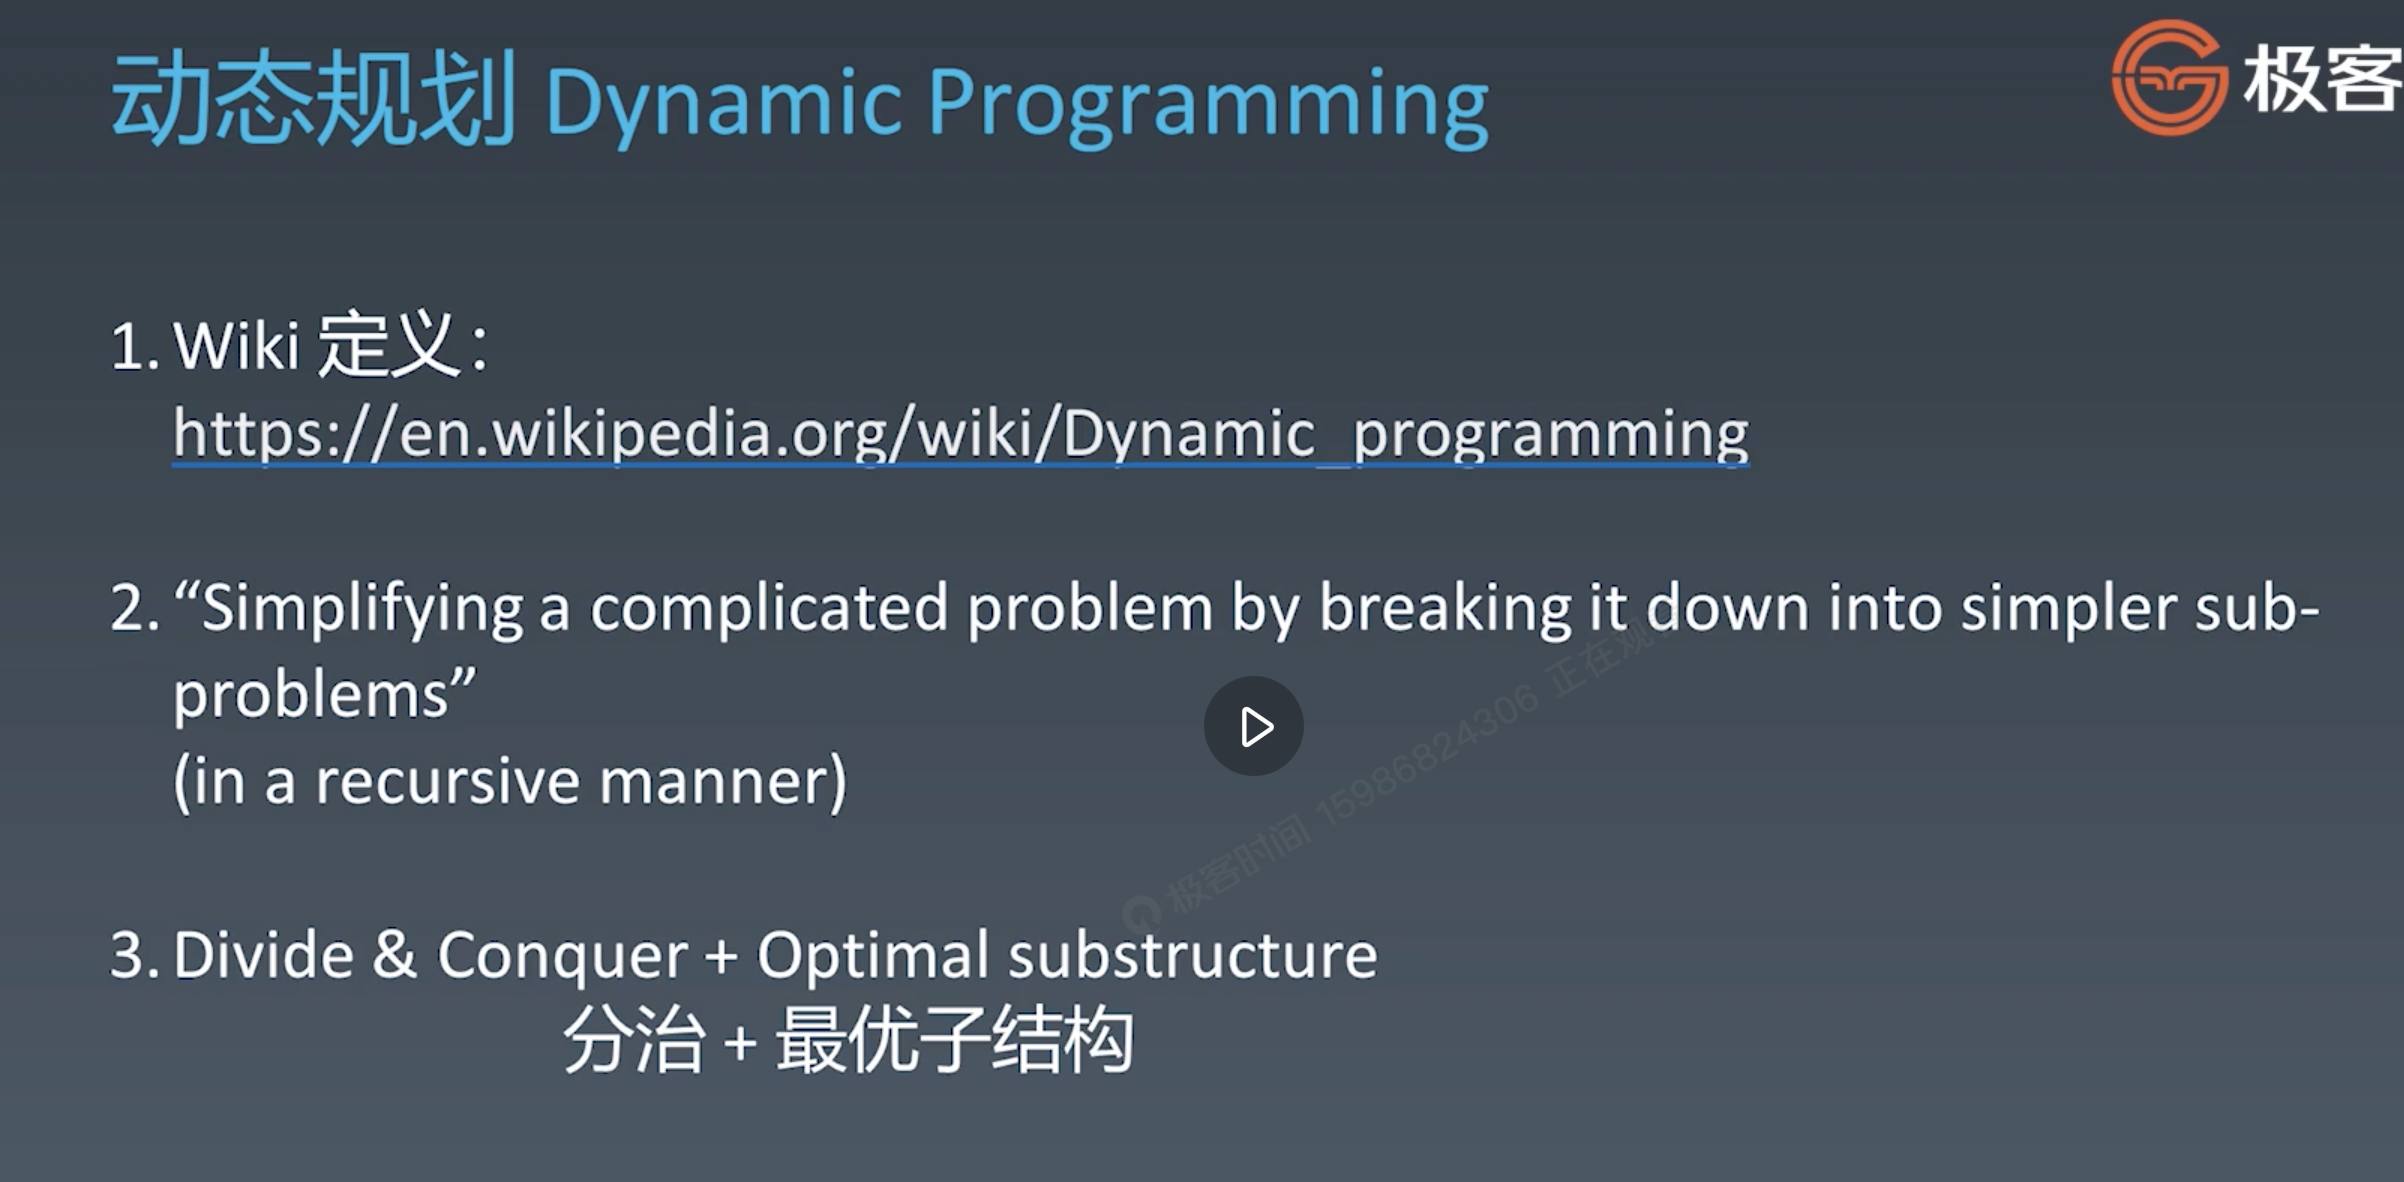 动态规划 Dynamic Programming
极客
1. Wiki 定义：
https://en.wikipedia.org/wiki/Dynamic_programming
2. “Simplifying a complicated problem by breaking it down into simpler sub-
problems”
(in a recursive manner)
极客时间 15986824306 正在观
3. Divide & Conquer + Optimal substructure
分治 + 最优子结构